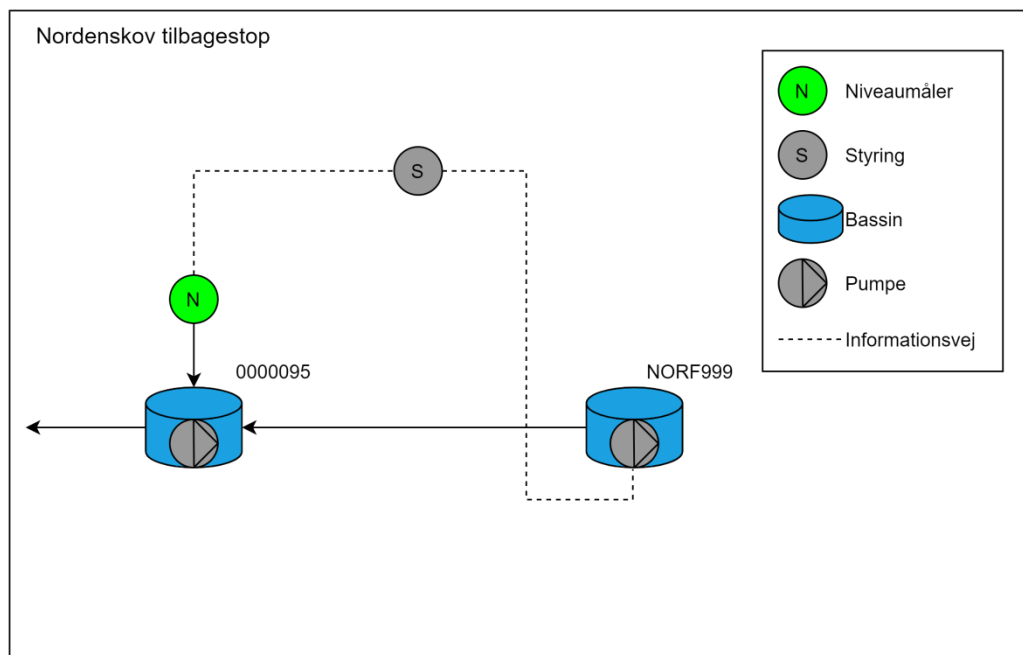 Nordenskov tilbagestop
N
Niveaumåler
S
Styring
Bassin
Pumpe
Informationsvej
S
N
0000095
NORF999